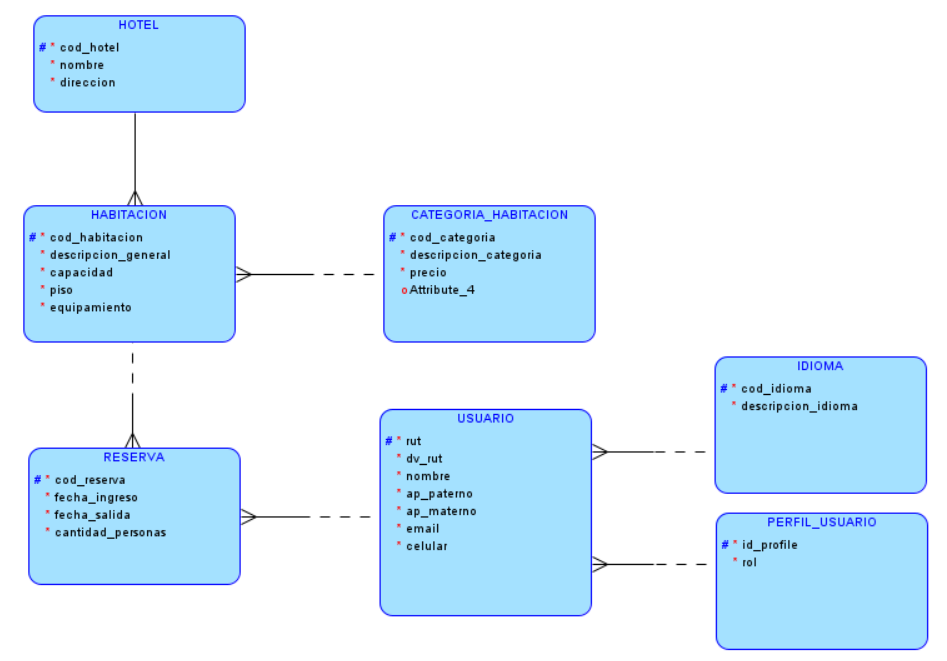 HOTEL
# * cod_hotel
* nombre
* direccion
HABITACION
# * cod_habitacion
* descripcion_general
* capacidad
* piso
* equipamiento
CATEGORIA_HABITACION
# * cod_categoria
* descripcion_categoria
* precio
o Attribute_4
IDIOMA
# * cod_idioma
* descripcion_idioma
USUARIO
# * rut
* dv_rut
* nombre
* ap_paterno
* ap_materno
* email
* celular
RESERVA
# * cod_reserva
* fecha_ingreso
* fecha_salida
* cantidad_personas
PERFIL_USUARIO
# * id_profile
* rol